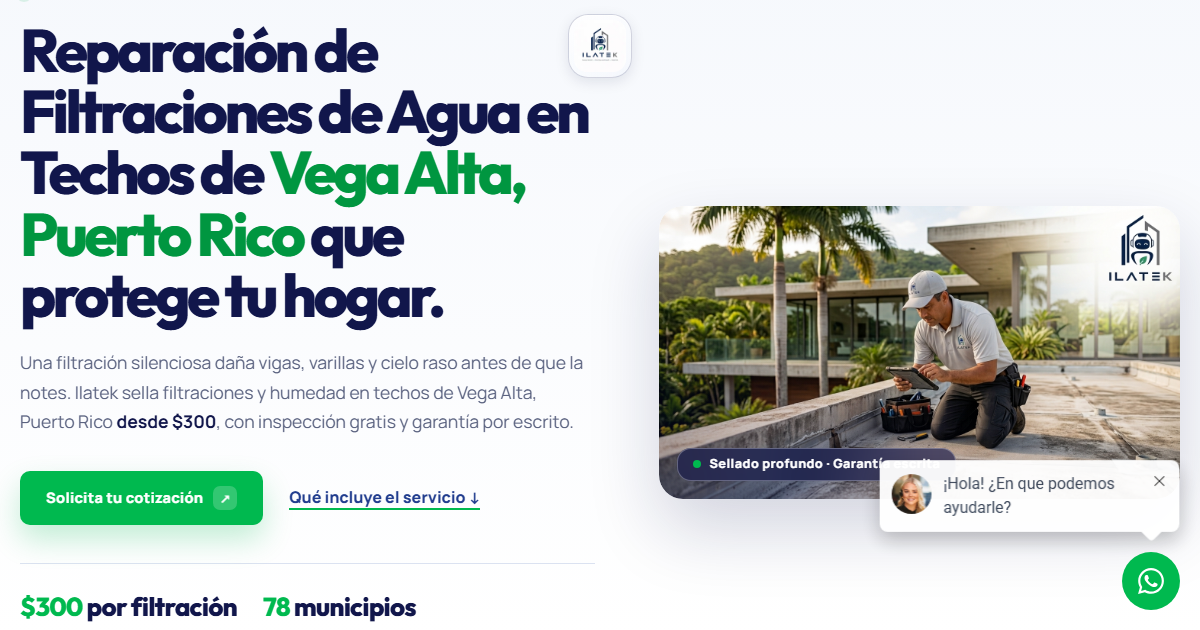 Reparación de
Filtraciones de Agua en
Techos de Vega Alta,
Puerto Rico que
protege tu hogar.
Una filtración silenciosa daña vigas, varillas y cielo raso antes de que la
notes. Ilatek sella filtraciones y humedad en techos de Vega Alta,
Puerto Rico desde $300, con inspección gratis y garantía por escrito.
Solicita tu cotización ↗
Qué incluye el servicio ↓
$300 por filtración
78 municipios
ILATEK
ILATEK
Sellado profundo · Garantía escrita
¡Hola! ¿En que podemos
ayudarle?